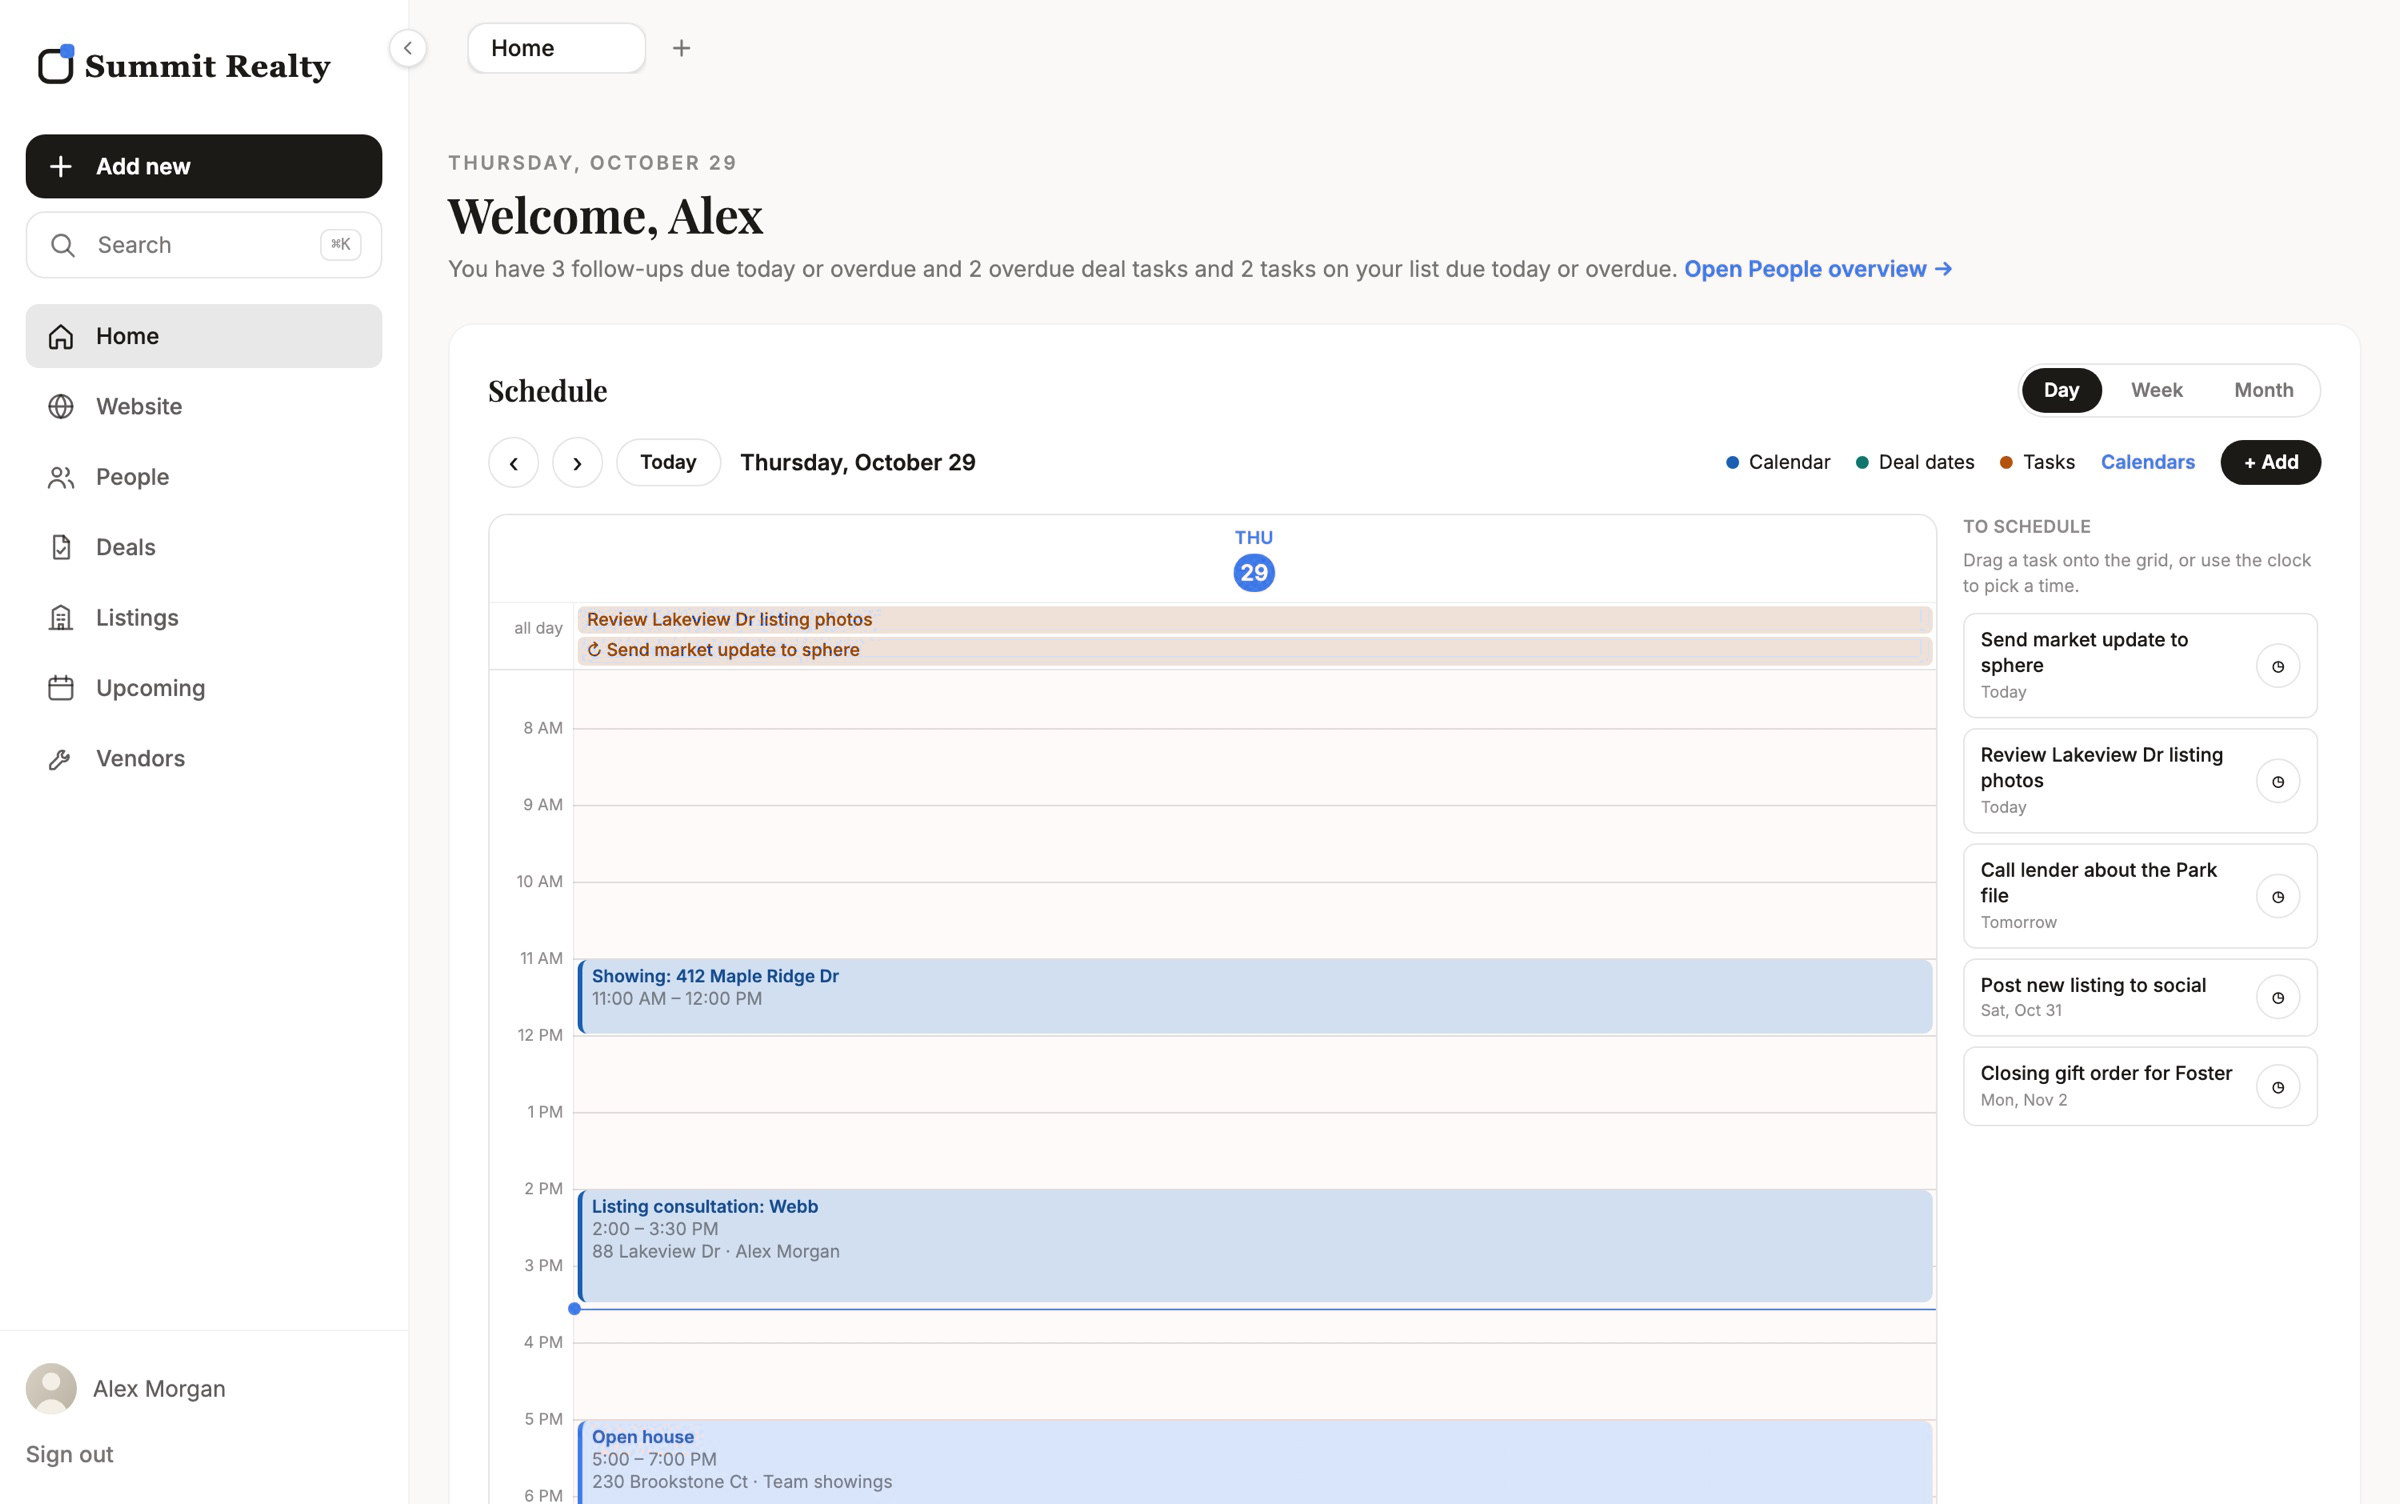 Summit Realty
Add new
Search ⌘K
Home
Website
People
Deals
Listings
Upcoming
Vendors
Alex Morgan
Sign out
Home
THURSDAY, OCTOBER 29
Welcome, Alex
You have 3 follow-ups due today or overdue and 2 overdue deal tasks and 2 tasks on your list due today or overdue. Open People overview →
Schedule
Day Week Month
‹ › Today Thursday, October 29
Calendar Deal dates Tasks Calendars + Add
THU
29
all day
Review Lakeview Dr listing photos
↻ Send market update to sphere
8 AM
9 AM
10 AM
11 AM
Showing: 412 Maple Ridge Dr
11:00 AM – 12:00 PM
12 PM
1 PM
2 PM
Listing consultation: Webb
2:00 – 3:30 PM
88 Lakeview Dr · Alex Morgan
3 PM
4 PM
5 PM
Open house
5:00 – 7:00 PM
230 Brookstone Ct · Team showings
6 PM
TO SCHEDULE
Drag a task onto the grid, or use the clock
to pick a time.
Send market update to
sphere
Today
Review Lakeview Dr listing
photos
Today
Call lender about the Park
file
Tomorrow
Post new listing to social
Sat, Oct 31
Closing gift order for Foster
Mon, Nov 2